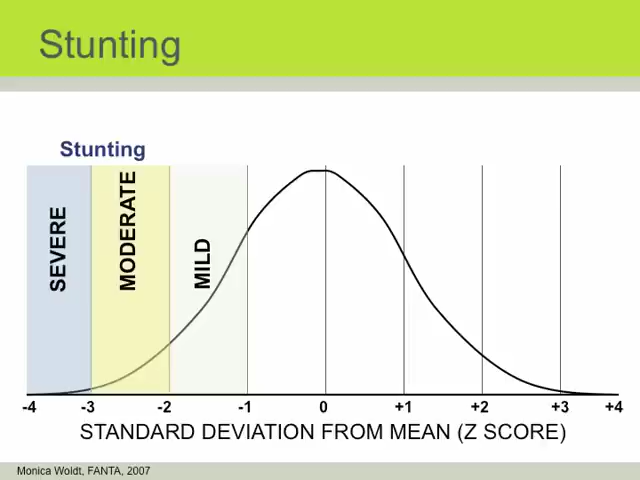 Stunting
Stunting
SEVERE
MODERATE
MILD
-4 -3 -2 -1 0 +1 +2 +3 +4
STANDARD DEVIATION FROM MEAN (Z SCORE)
Monica Woldt, FANTA, 2007